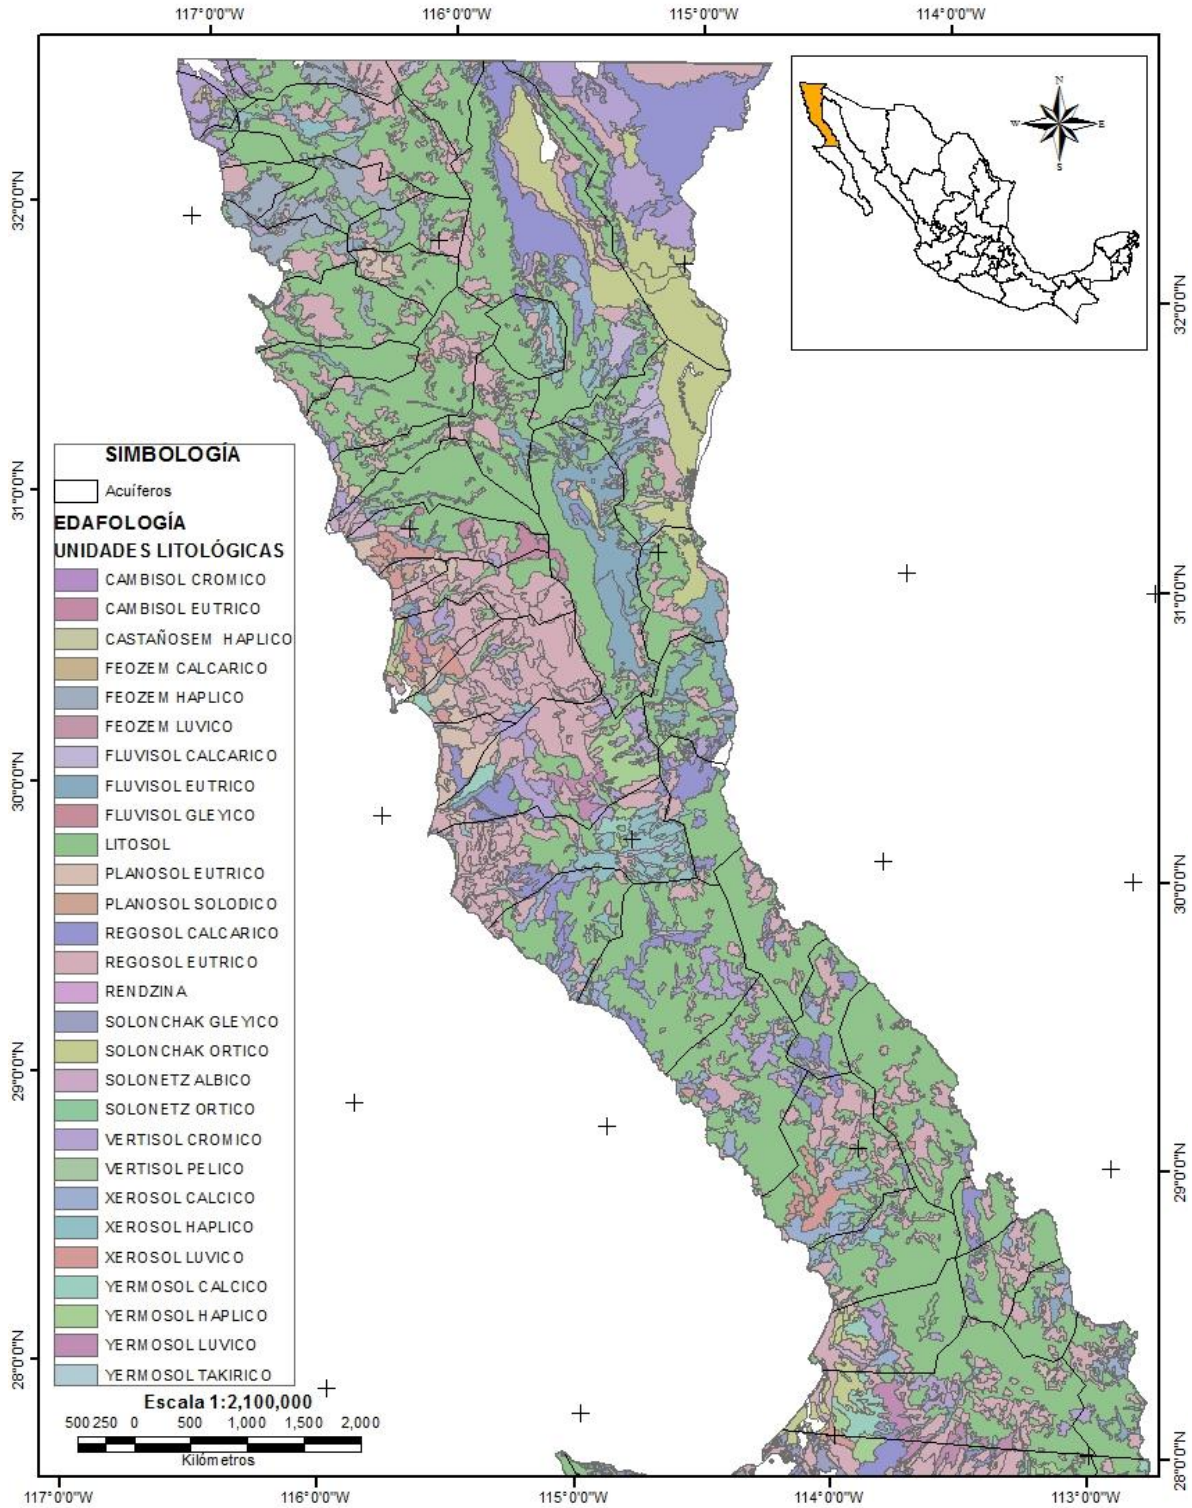 117°0'0"W 116°0'0"W 115°0'0"W 114°0'0"W
N
W E
S
32°0'0"N
32°0'0"N
31°0'0"N
31°0'0"N
30°0'0"N
30°0'0"N
29°0'0"N
29°0'0"N
28°0'0"N
28°0'0"N
SIMBOLOGÍA
Acuíferos
EDAFOLOGÍA
UNIDADES LITOLÓGICAS
CAMBISOL CROMICO
CAMBISOL EUTRICO
CASTAÑOSEM HAPLICO
FEOZEM CALCARICO
FEOZEM HAPLICO
FEOZEM LUVICO
FLUVISOL CALCARICO
FLUVISOL EUTRICO
FLUVISOL GLEYICO
LITOSOL
PLANOSOL EUTRICO
PLANOSOL SOLODICO
REGOSOL CALCARICO
REGOSOL EUTRICO
RENDZINA
SOLONCHAK GLEYICO
SOLONCHAK ORTICO
SOLONETZ ALBICO
SOLONETZ ORTICO
VERTISOL CROMICO
VERTISOL PELICO
XEROSOL CALCICO
XEROSOL HAPLICO
XEROSOL LUVICO
YERMOSOL CALCICO
YERMOSOL HAPLICO
YERMOSOL LUVICO
YERMOSOL TAKIRICO
Escala 1:2,100,000
500 250 0 500 1,000 1,500 2,000
Kilómetros
117°0'0"W 116°0'0"W 115°0'0"W 114°0'0"W 113°0'0"W